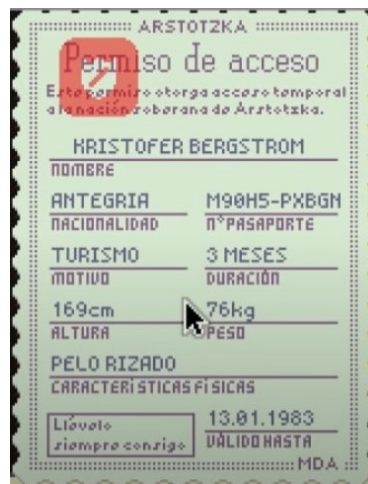 ARSTOTZKA
Permiso de acceso
Este permiso otorga acceso temporal
a la nación soberana de Arstotzka.
KRISTOFER BERGSTROM
NOMBRE
ANTEGRIA M90H5-PXBGN
NACIONALIDAD N°PASAPORTE
TURISMO 3 MESES
MOTIVO DURACIÓN
169cm 76kg
ALTURA PESO
PELO RIZADO
CARACTERÍSTICAS FÍSICAS
Llévelo 13.01.1983
siempre consigo VÁLIDO HASTA
MDA